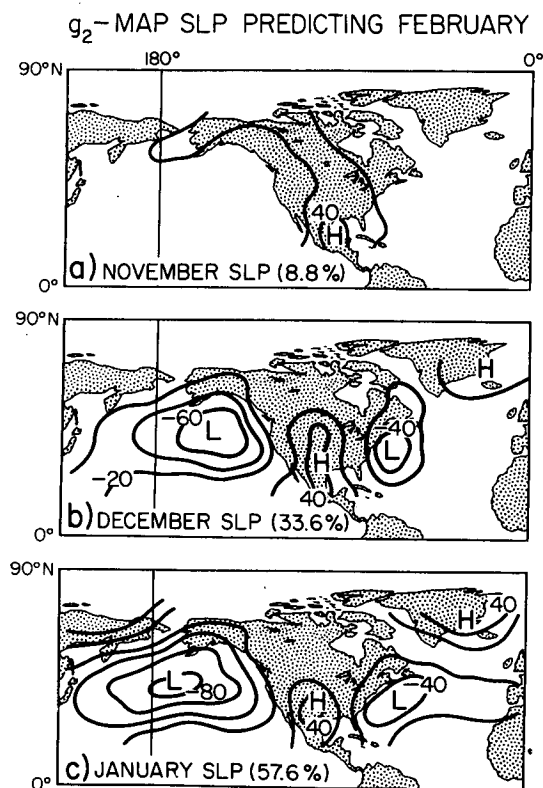 g₂-MAP SLP PREDICTING FEBRUARY
180° 0°
90°N
40
H
a) NOVEMBER SLP (8.8%)
0°
90°N
H
-60
L
-40
L
H
-20
40
b) DECEMBER SLP (33.6%)
0°
90°N
H 40
L -80
H
-40
L
40
c) JANUARY SLP (57.6%)
0°